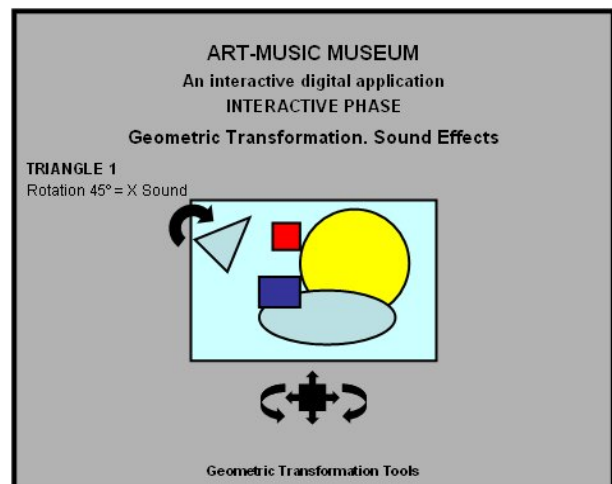 ART-MUSIC MUSEUM
An interactive digital application
INTERACTIVE PHASE
Geometric Transformation. Sound Effects
TRIANGLE 1
Rotation 45º = X Sound
Geometric Transformation Tools